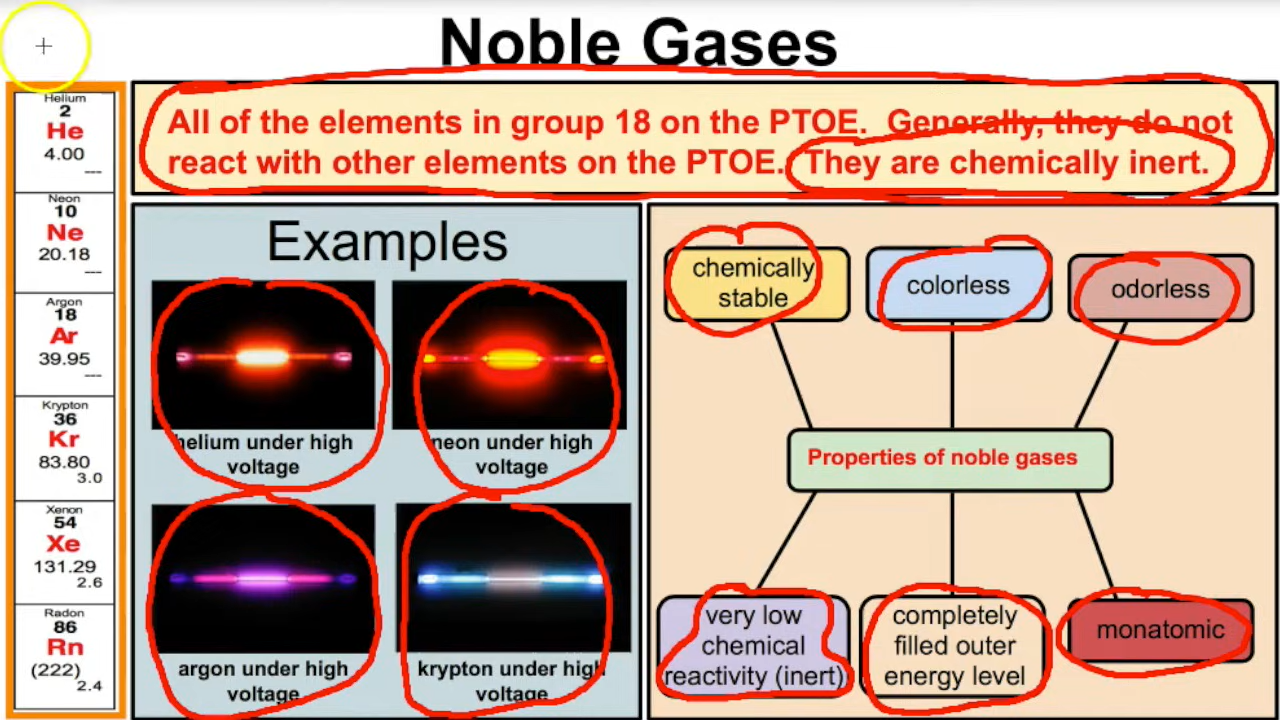 Noble Gases
Helium
2
He
4.00
---
Neon
10
Ne
20.18
---
Argon
18
Ar
39.95
---
Krypton
36
Kr
83.80
3.0
Xenon
54
Xe
131.29
2.6
Radon
86
Rn
(222)
2.4
All of the elements in group 18 on the PTOE. Generally, they do not
react with other elements on the PTOE. They are chemically inert.
Examples
helium under high
voltage
neon under high
voltage
argon under high
voltage
krypton under high
voltage
chemically
stable
colorless
odorless
Properties of noble gases
very low
chemical
reactivity (inert)
completely
filled outer
energy level
monatomic